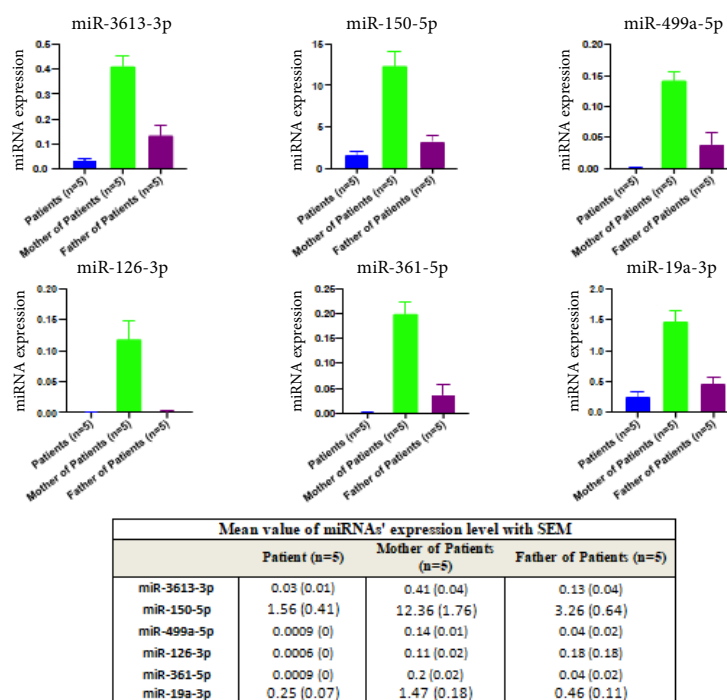 miR-3613-3p
miRNA expression
0.5
0.4
0.3
0.2
0.1
0.0
Patients (n=5)
Mother of Patients (n=5)
Father of Patients (n=5)
miR-150-5p
miRNA expression
15
10
5
0
Patients (n=5)
Mother of Patients (n=5)
Father of Patients (n=5)
miR-499a-5p
miRNA expression
0.20
0.15
0.10
0.05
0.00
Patients (n=5)
Mother of Patients (n=5)
Father of Patients (n=5)
miR-126-3p
miRNA expression
0.20
0.15
0.10
0.05
0.00
Patients (n=5)
Mother of Patients (n=5)
Father of Patients (n=5)
miR-361-5p
miRNA expression
0.25
0.20
0.15
0.10
0.05
0.00
Patients (n=5)
Mother of Patients (n=5)
Father of Patients (n=5)
miR-19a-3p
miRNA expression
2.0
1.5
1.0
0.5
0.0
Patients (n=5)
Mother of Patients (n=5)
Father of Patients (n=5)
Mean value of miRNAs' expression level with SEM
Patient (n=5) Mother of Patients (n=5) Father of Patients (n=5)
miR-3613-3p 0.03 (0.01) 0.41 (0.04) 0.13 (0.04)
miR-150-5p 1.56 (0.41) 12.36 (1.76) 3.26 (0.64)
miR-499a-5p 0.0009 (0) 0.14 (0.01) 0.04 (0.02)
miR-126-3p 0.0006 (0) 0.11 (0.02) 0.18 (0.18)
miR-361-5p 0.0009 (0) 0.2 (0.02) 0.04 (0.02)
miR-19a-3p 0.25 (0.07) 1.47 (0.18) 0.46 (0.11)